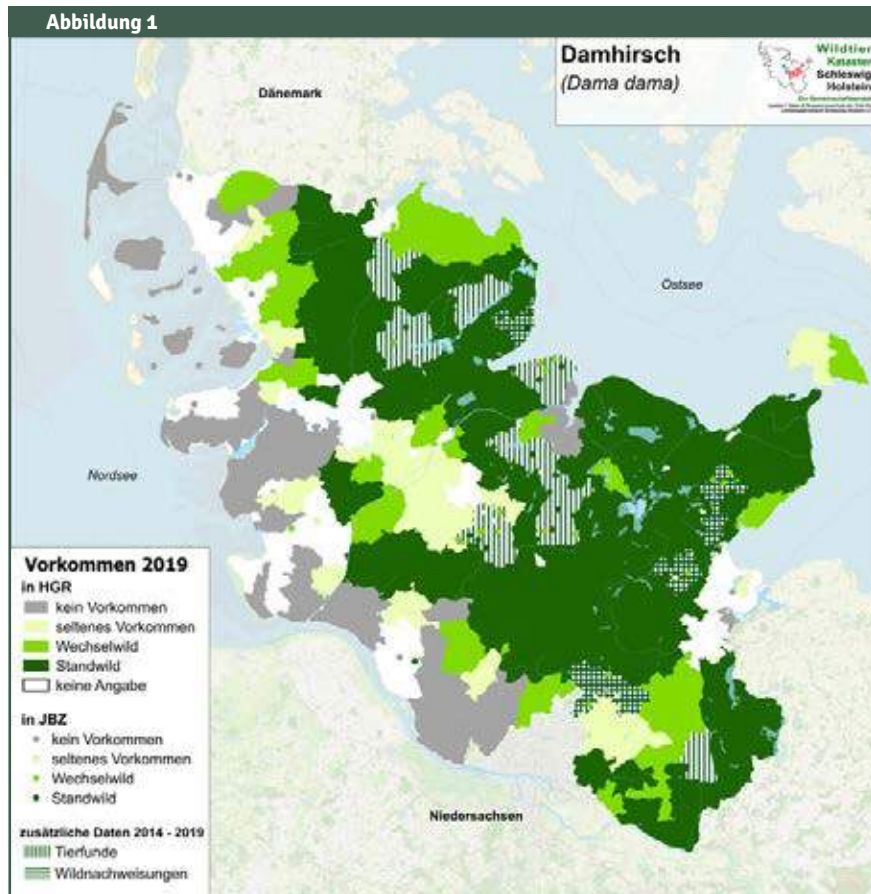 Abbildung 1
Damhirsch
(Dama dama)
Wildtier
Kataster
Schleswig
Holstein
Dänemark
Ostsee
Nordsee
Vorkommen 2019
in HGR
kein Vorkommen
seltenes Vorkommen
Wechselwild
Standwild
keine Angabe
in JBZ
kein Vorkommen
seltenes Vorkommen
Wechselwild
Standwild
zusätzliche Daten 2014 - 2019
Tierfunde
Wildnachweisungen
Niedersachsen